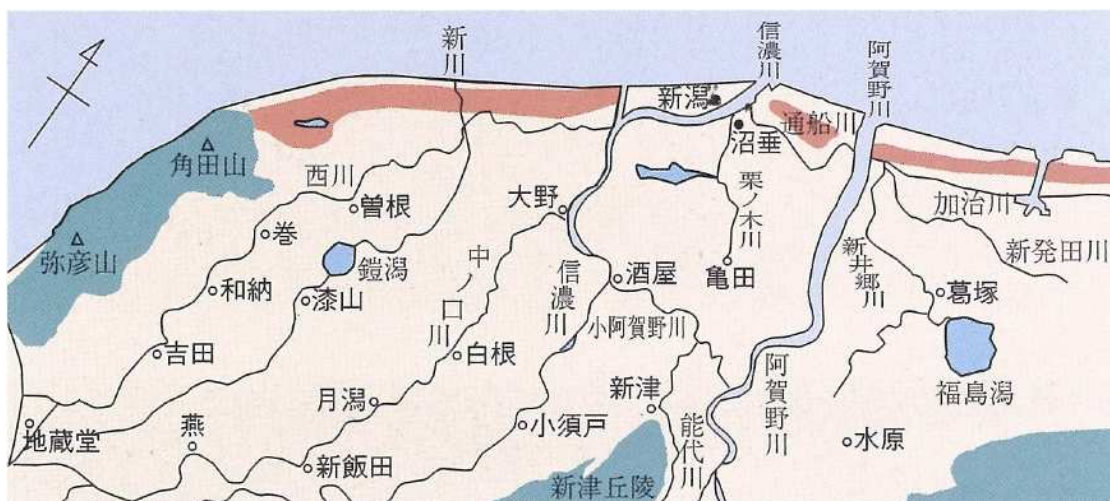 新川
信濃川
阿賀野川
新潟
沼垂
通船川
角田山
弥彦山
西川
曽根
大野
栗ノ木川
加治川
新発田川
巻
鎧潟
中ノ口川
信濃川
酒屋
亀田
新井郷川
和納
漆山
葛塚
小阿賀野川
吉田
白根
阿賀野川
福島潟
月潟
新津
地蔵堂
燕
小須戸
能代川
水原
新飯田
新津丘陵